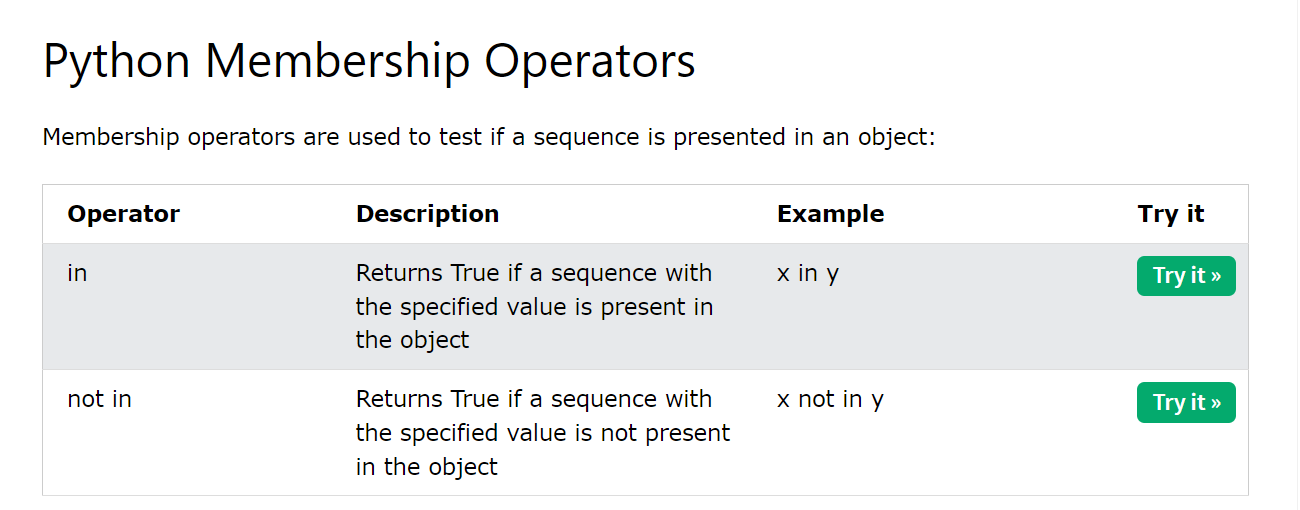 Python Membership Operators
Membership operators are used to test if a sequence is presented in an object:
Operator Description Example Try it
in Returns True if a sequence with x in y Try it »
the specified value is present in
the object
not in Returns True if a sequence with x not in y Try it »
the specified value is not present
in the object